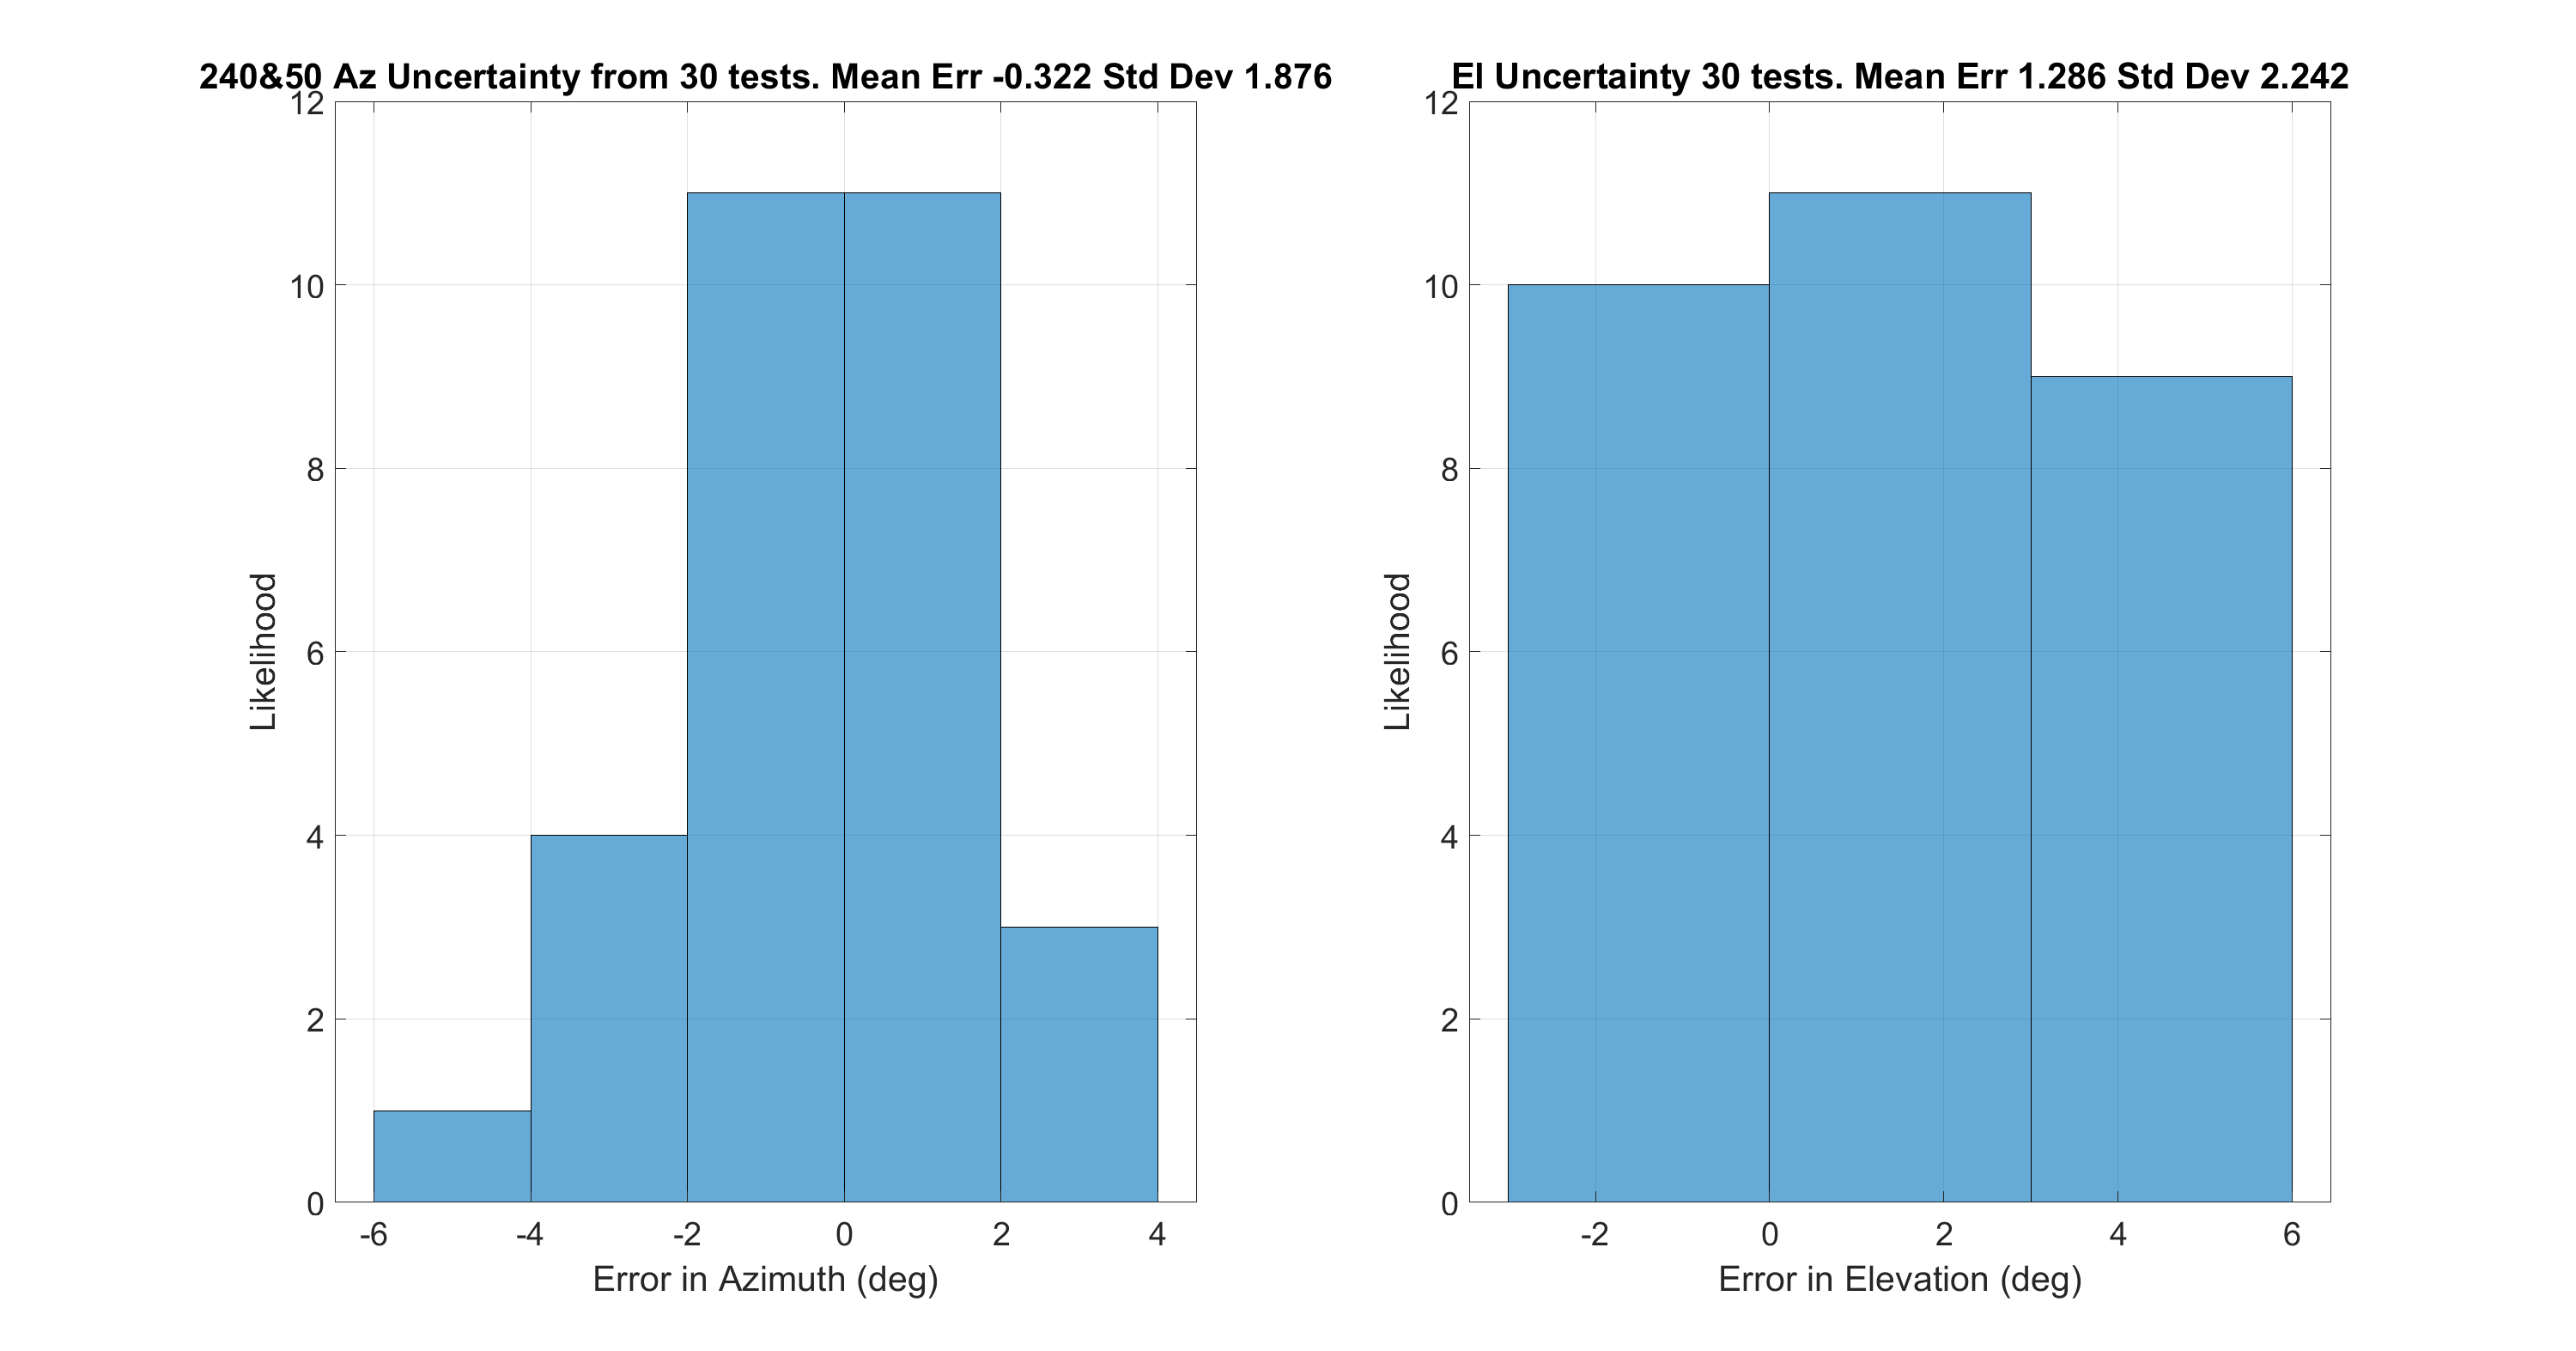 240&50 Az Uncertainty from 30 tests. Mean Err -0.322 Std Dev 1.876
12
10
8
6
4
2
0
Likelihood
-6 -4 -2 0 2 4
Error in Azimuth (deg)
El Uncertainty 30 tests. Mean Err 1.286 Std Dev 2.242
12
10
8
6
4
2
0
Likelihood
-2 0 2 4 6
Error in Elevation (deg)